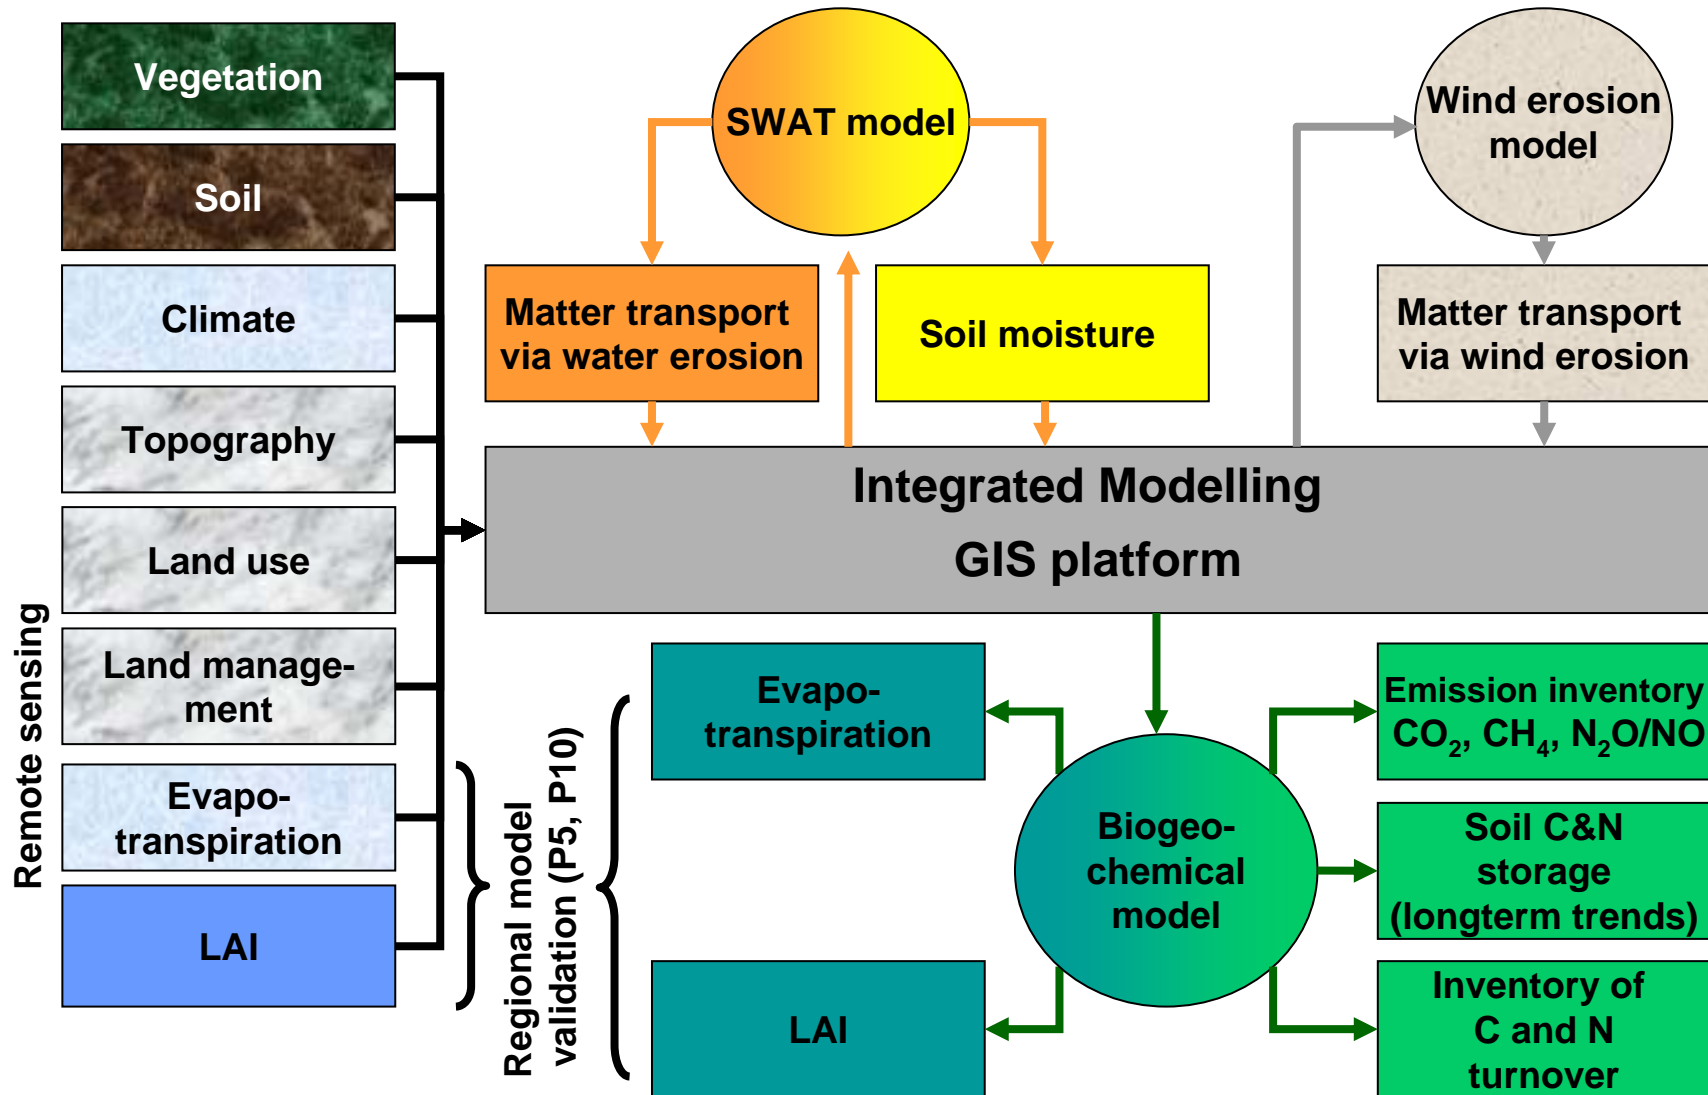 Vegetation
Soil
Climate
Topography
Land use
Land manage-
ment
Evapo-
transpiration
LAI
Remote sensing
SWAT model
Wind erosion
model
Matter transport
via water erosion
Soil moisture
Matter transport
via wind erosion
Integrated Modelling
GIS platform
Regional model
validation (P5, P10)
Evapo-
transpiration
LAI
Biogeo-
chemical
model
Emission inventory
CO₂, CH₄, N₂O/NO
Soil C&N
storage
(longterm trends)
Inventory of
C and N
turnover